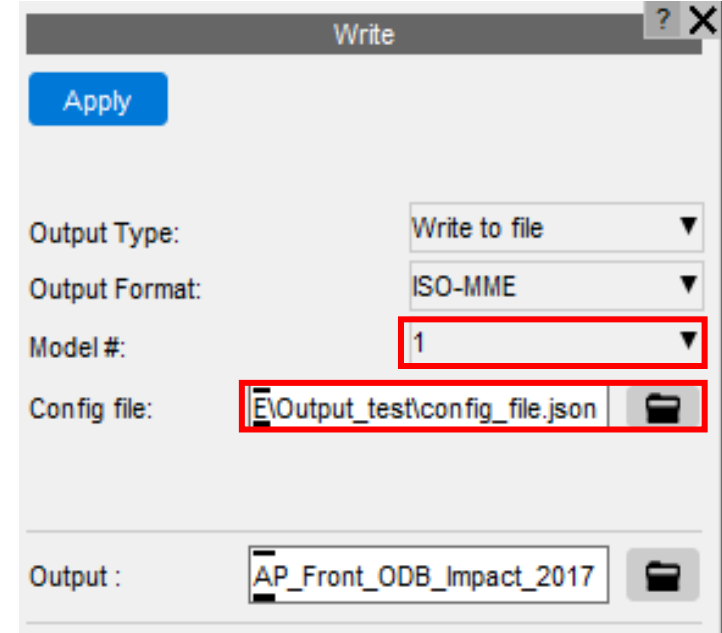 Write
?
Apply
Output Type: Write to file
Output Format: ISO-MME
Model #: 1
Config file: E\Output_test\config_file.json
Output : AP_Front_ODB_Impact_2017